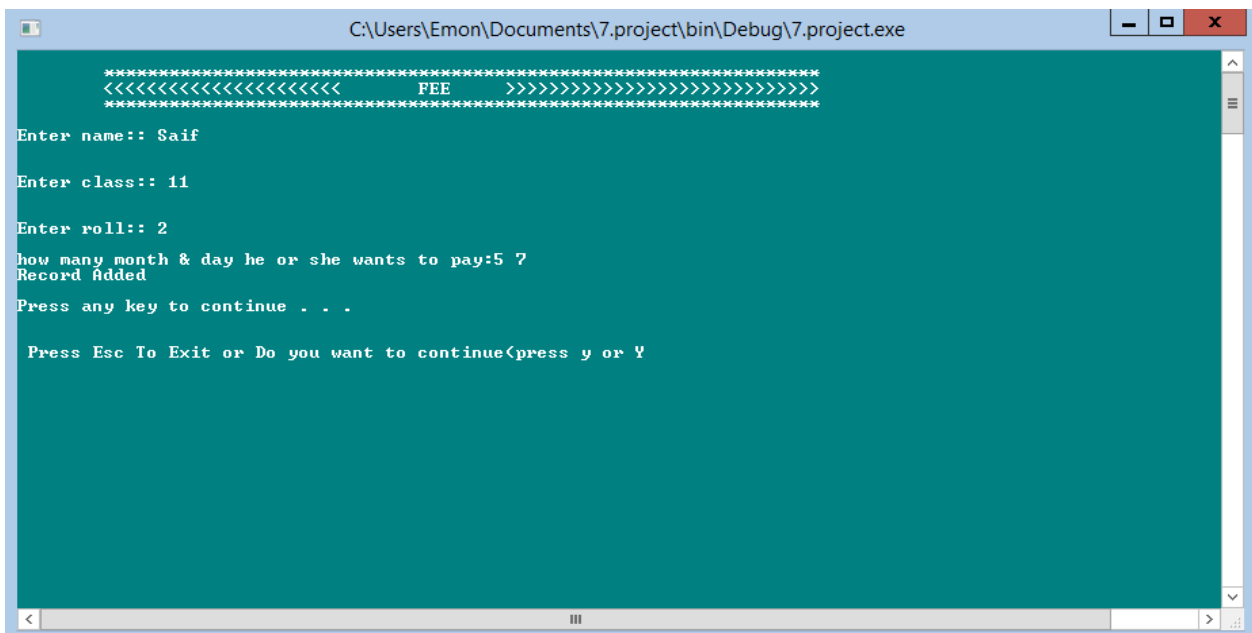 C:\Users\Emon\Documents\7.project\bin\Debug\7.project.exe
*****************************************************************
<<<<<<<<<<<<<<<<<<<<<< FEE >>>>>>>>>>>>>>>>>>>>>>>>>>>>>
*****************************************************************
Enter name:: Saif
Enter class:: 11
Enter roll:: 2
how many month & day he or she wants to pay:5 7
Record Added
Press any key to continue . . .
Press Esc To Exit or Do you want to continue(press y or Y